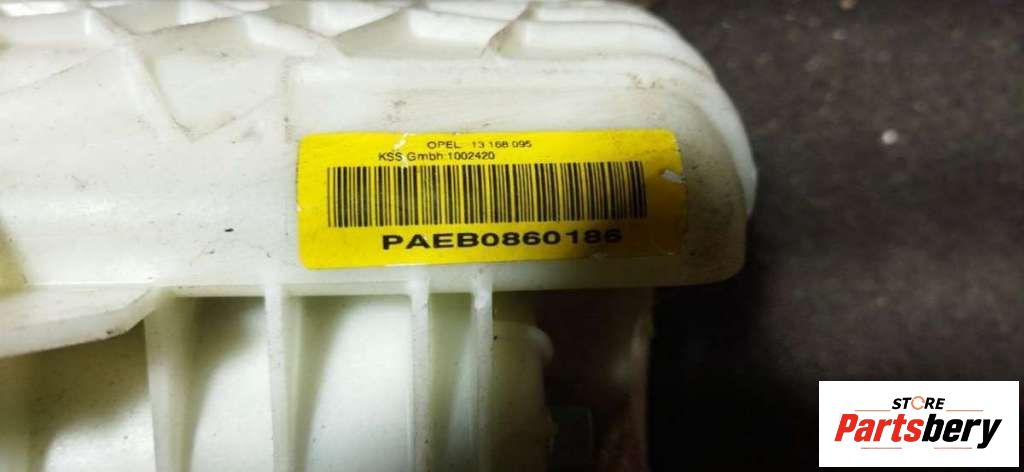 OPEL 13 168 095
KSS Gmbh:1002420
PAEB0860186
STORE
Partsbery